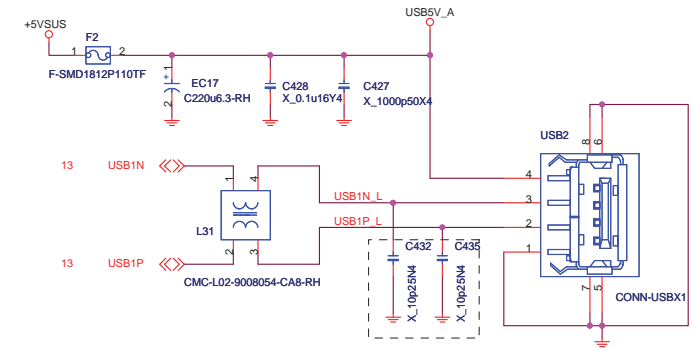 +5VSUS
USB5V_A
F2
1
2
F-SMD1812P110TF
+
1
2
EC17
C220u6.3-RH
C428
X_0.1u16Y4
C427
X_1000p50X4
USB2
8
6
13
USB1N
1
4
4
USB1N_L
3
USB1P_L
2
L31
1
2
3
C432
X_10p25N4
C435
X_10p25N4
13
USB1P
CMC-L02-9008054-CA8-RH
7
5
CONN-USBX1